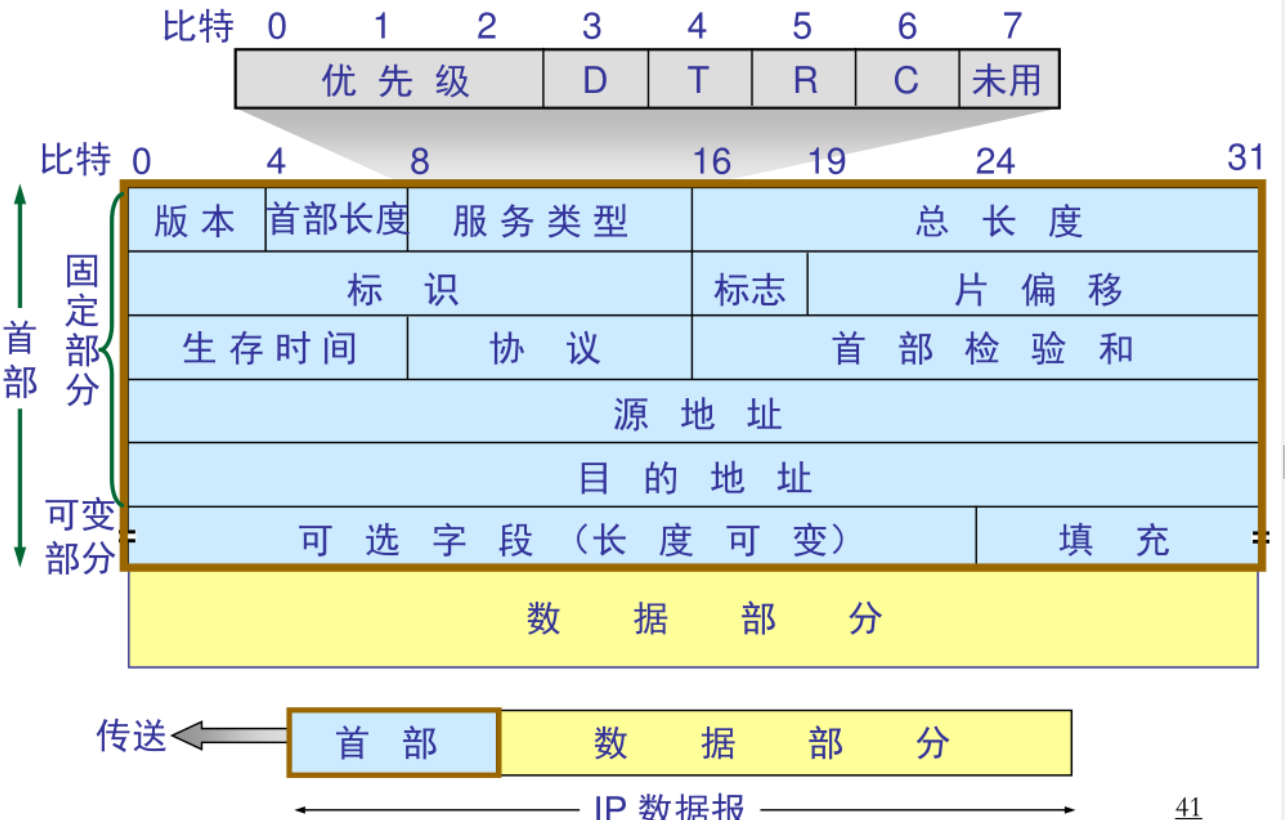 比特 0 1 2 3 4 5 6 7
优先级 D T R C 未用
比特 0 4 8 16 19 24 31
版本 首部长度 服务类型 总长度
标识 标志 片偏移
生存时间 协议 首部检验和
源地址
目的地址
可选字段（长度可变） 填充
首部
固定部分
可变部分
数据部分
传送 首部 数据部分
IP 数据报
41